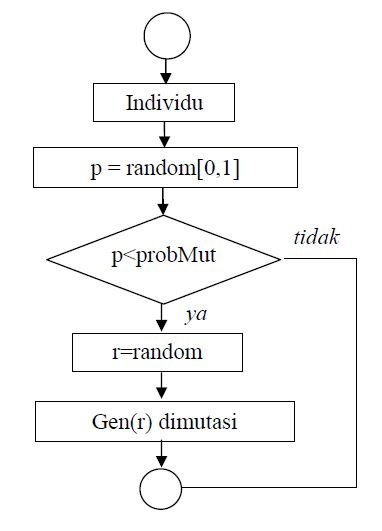 Individu
p = random[0,1]
p<probMut
tidak
ya
r=random
Gen(r) dimutasi